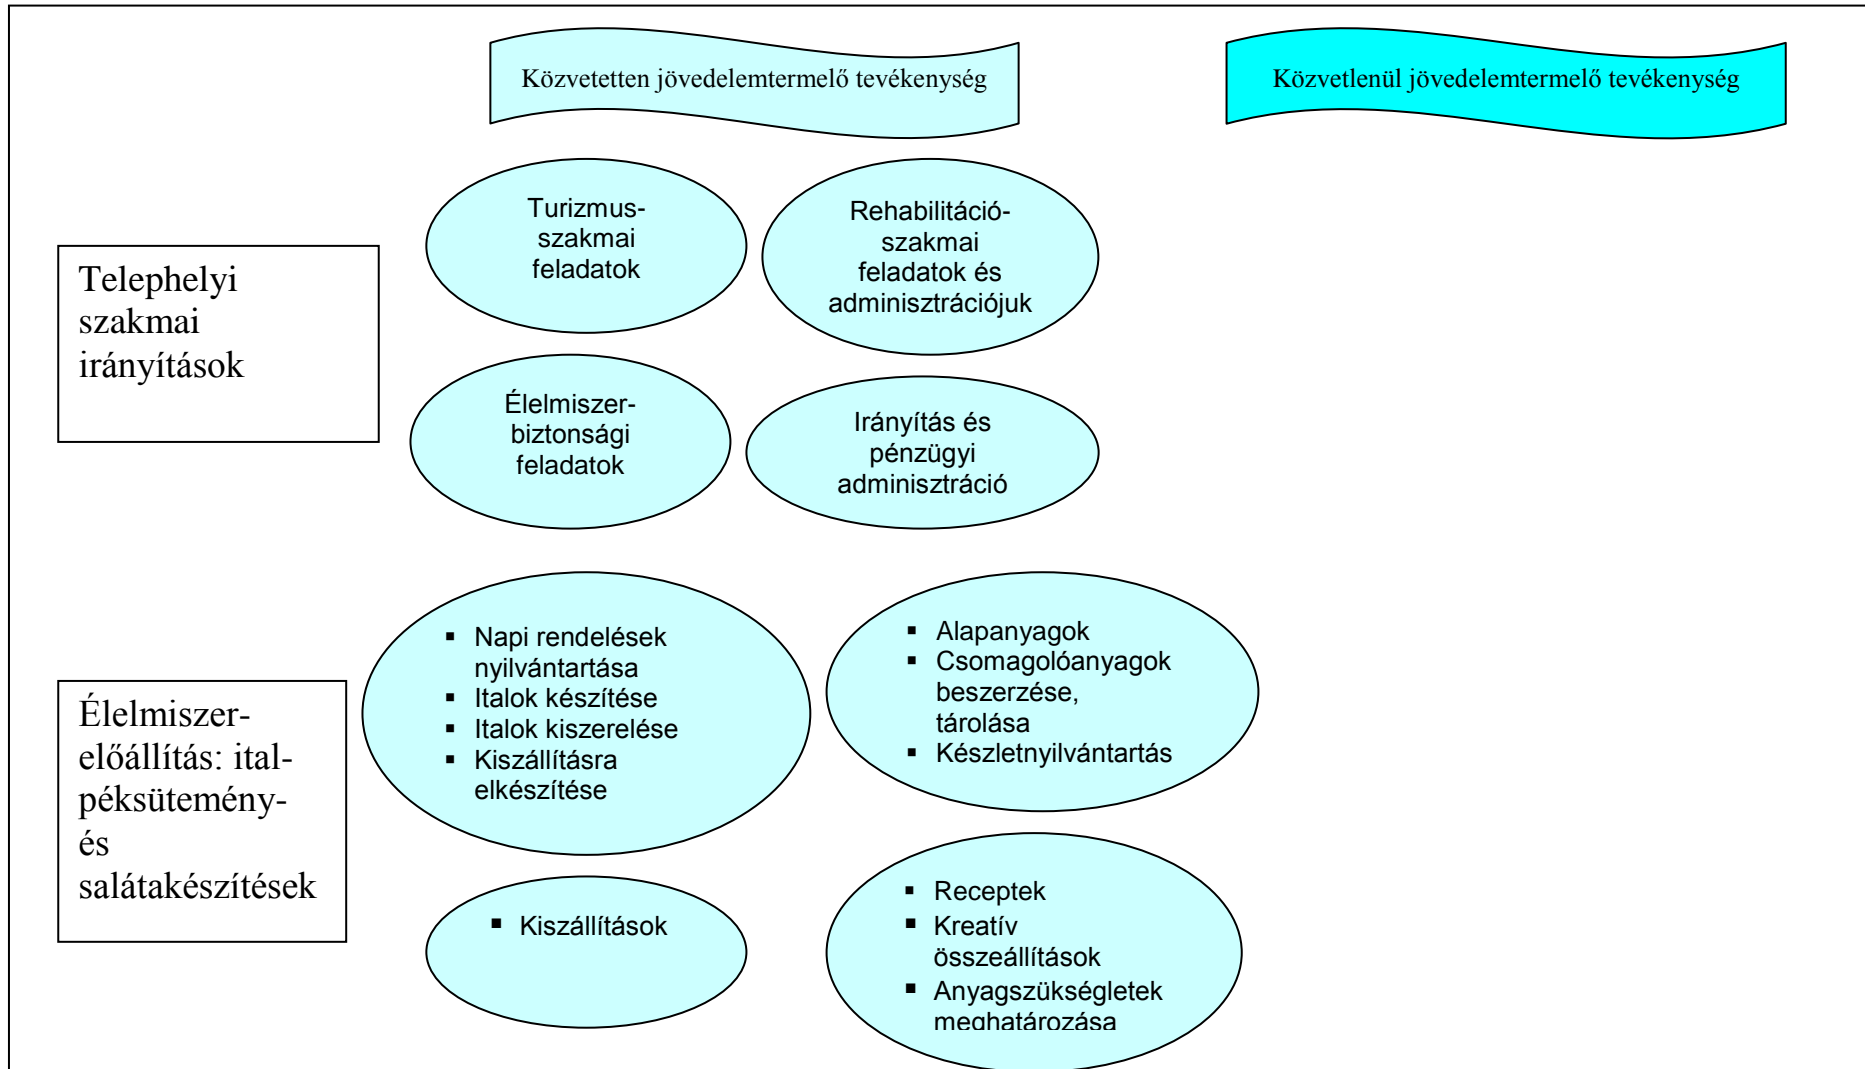 Közvetetten jövedelemtermelő tevékenység
Közvetlenül jövedelemtermelő tevékenység
Telephelyi
szakmai
irányítások
Turizmus-
szakmai
feladatok
Rehabilitáció-
szakmai
feladatok és
adminisztrációjuk
Élelmiszer-
biztonsági
feladatok
Irányítás és
pénzügyi
adminisztráció
Élelmiszer-
előállítás: ital-
péksütemény-
és
salátakészítések
▪ Napi rendelések
nyilvántartása
▪ Italok készítése
▪ Italok kiszerelése
▪ Kiszállításra
elkészítése
▪ Alapanyagok
▪ Csomagolóanyagok
beszerzése,
tárolása
▪ Készletnyilvántartás
▪ Kiszállítások
▪ Receptek
▪ Kreatív
összeállítások
▪ Anyagszükségletek
meghatározása